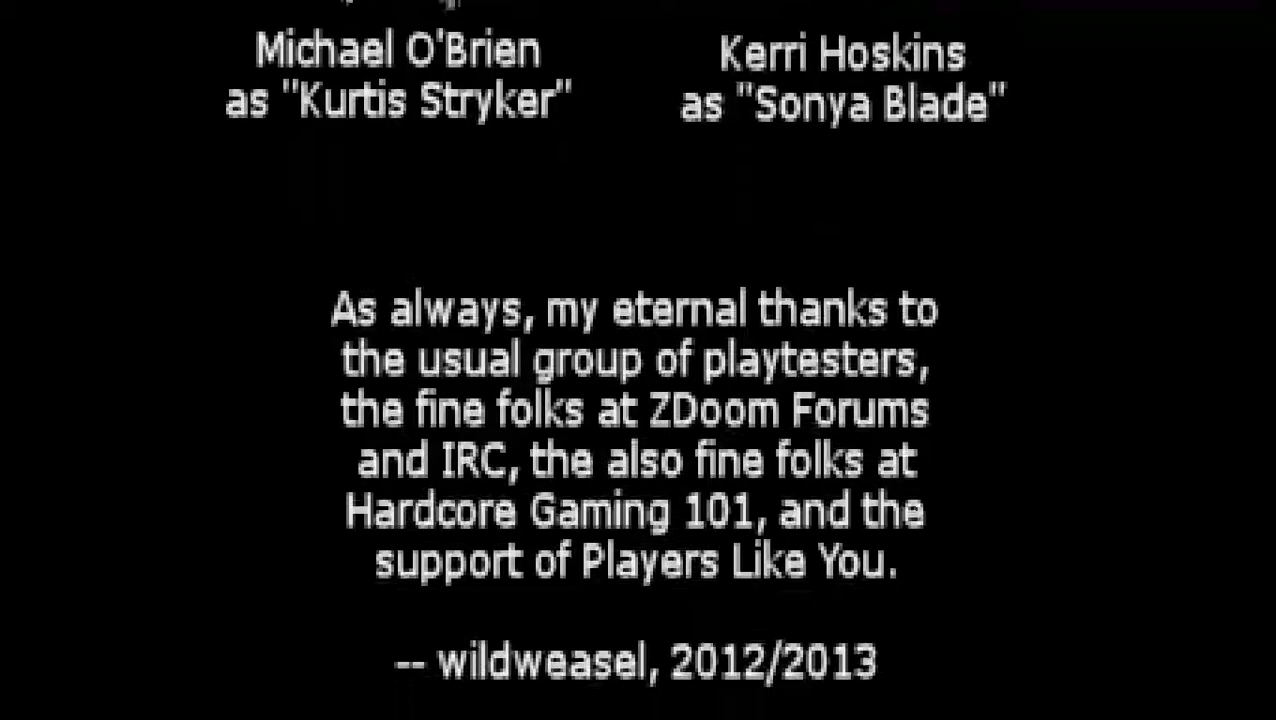 Michael O'Brien
as "Kurtis Stryker"
Kerri Hoskins
as "Sonya Blade"
As always, my eternal thanks to
the usual group of playtesters,
the fine folks at ZDoom Forums
and IRC, the also fine folks at
Hardcore Gaming 101, and the
support of Players Like You.
-- wildweasel, 2012/2013